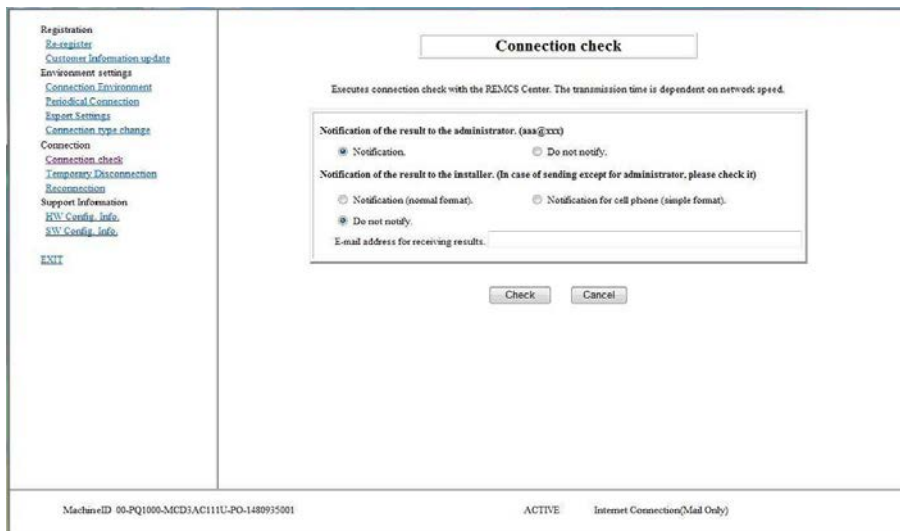 Registration
Re-register
Customer Information update
Environment settings
Connection Environment
Periodical Connection
Export Settings
Connection type change
Connection
Connection check
Temporary Disconnection
Reconnection
Support Information
HW Config. Info.
SW Config. Info.
EXIT
Connection check
Executes connection check with the REMCS Center. The transmission time is dependent on network speed.
Notification of the result to the administrator. (aaa@xxx)
Notification. Do not notify.
Notification of the result to the installer. (In case of sending except for administrator, please check it)
Notification (normal format). Notification for cell phone (simple format).
Do not notify.
E-mail address for receiving results.
Check Cancel
MachineID 00-PQ1000-MCD3AC111U-PO-1480935001 ACTIVE Internet Connection(Mail Only)